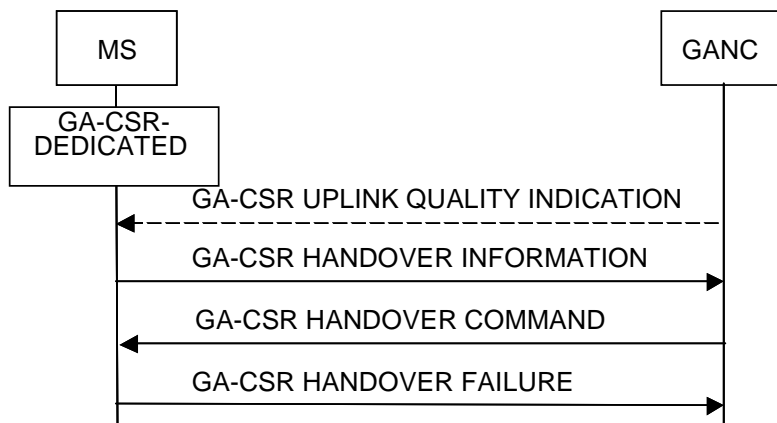 MS
GANC
GA-CSR-
DEDICATED
GA-CSR UPLINK QUALITY INDICATION
GA-CSR HANDOVER INFORMATION
GA-CSR HANDOVER COMMAND
GA-CSR HANDOVER FAILURE